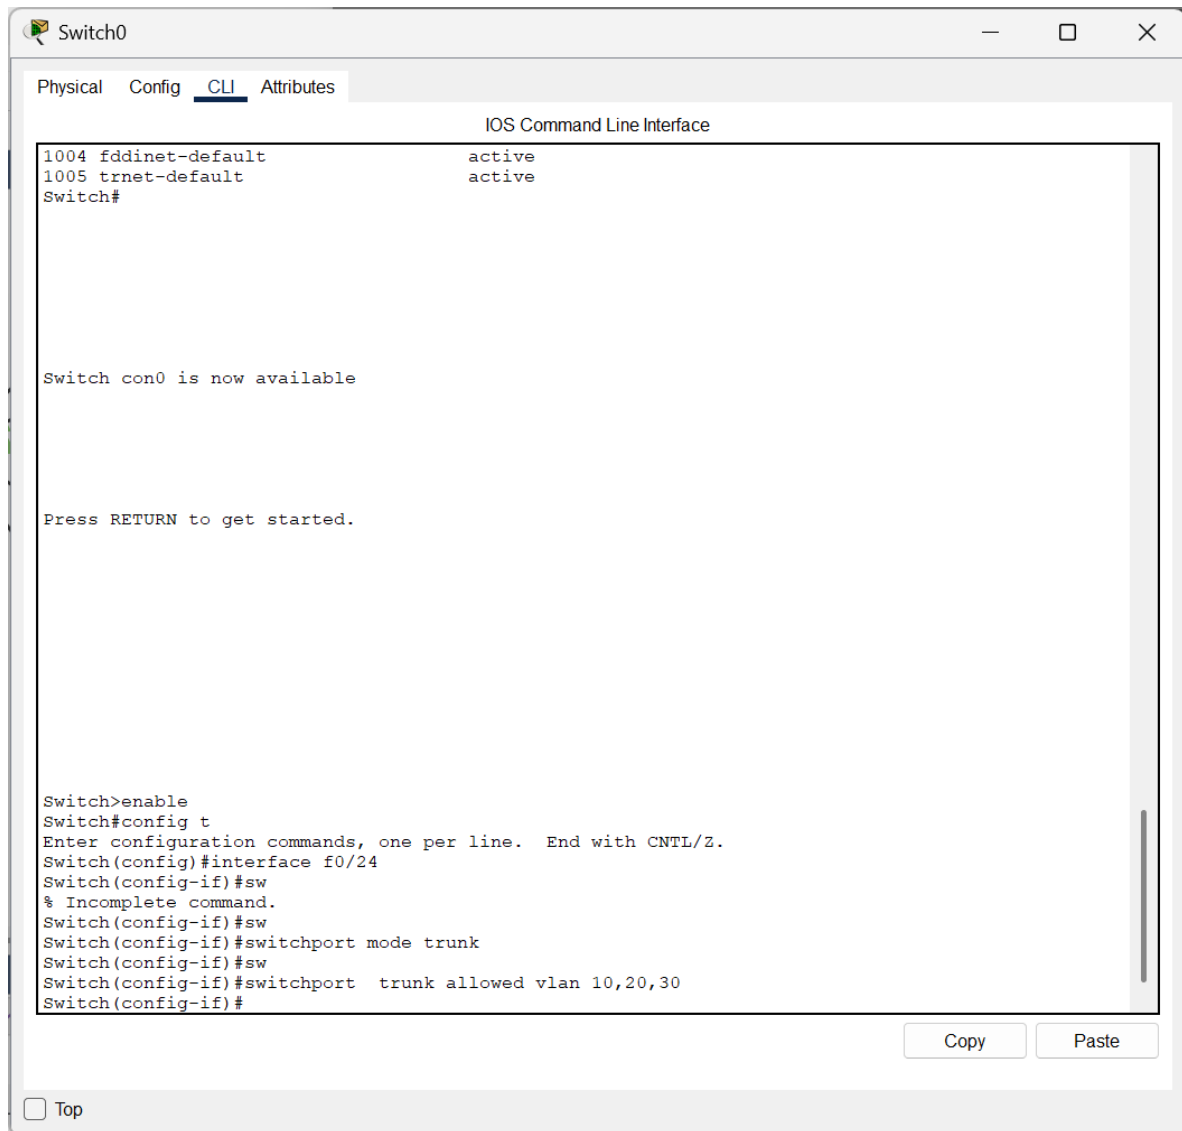 Switch0
Physical Config CLI Attributes
IOS Command Line Interface
1004 fddinet-default active
1005 trnet-default active
Switch#
Switch con0 is now available
Press RETURN to get started.
Switch>enable
Switch#config t
Enter configuration commands, one per line.  End with CNTL/Z.
Switch(config)#interface f0/24
Switch(config-if)#sw
% Incomplete command.
Switch(config-if)#sw
Switch(config-if)#switchport mode trunk
Switch(config-if)#sw
Switch(config-if)#switchport  trunk allowed vlan 10,20,30
Switch(config-if)#
Copy Paste
Top